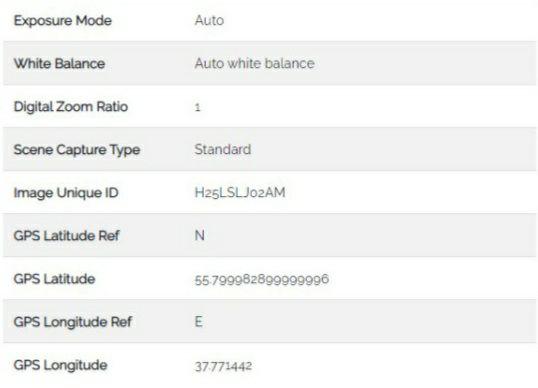 Exposure Mode Auto
White Balance Auto white balance
Digital Zoom Ratio 1
Scene Capture Type Standard
Image Unique ID H25LSLJ02AM
GPS Latitude Ref N
GPS Latitude 55.799982899999996
GPS Longitude Ref E
GPS Longitude 37.771442